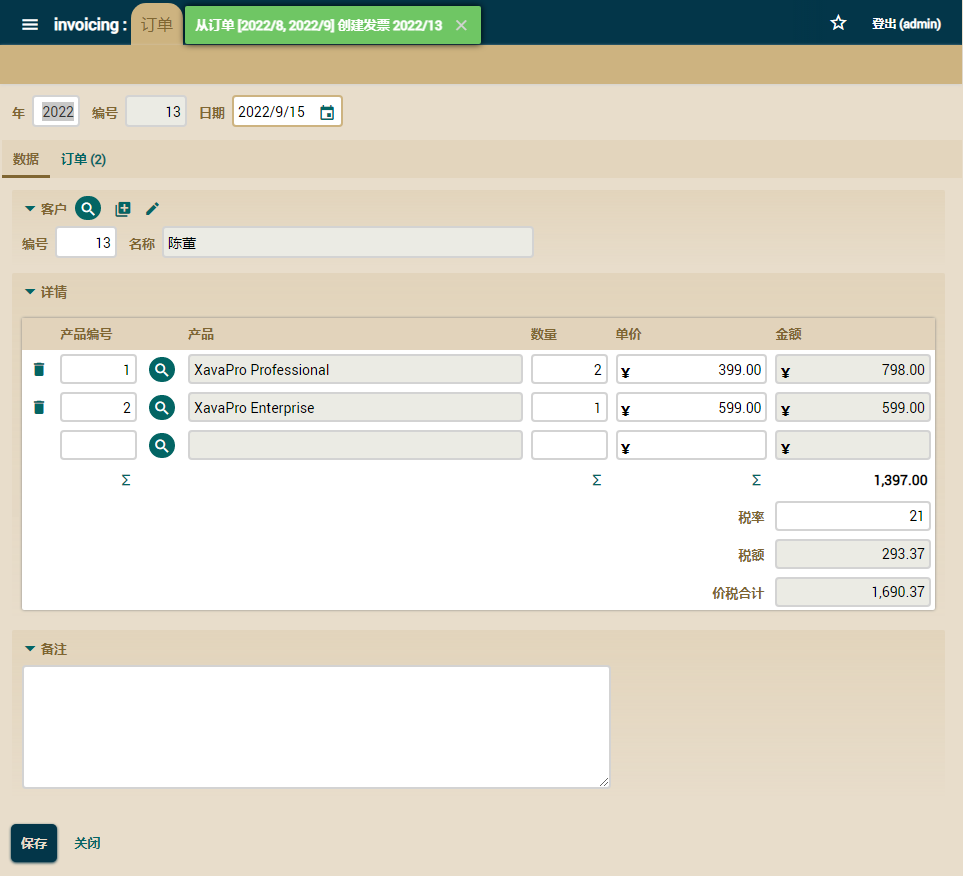 invoicing : 订单 从订单 [2022/8, 2022/9] 创建发票 2022/13 登出 (admin)
年 2022 编号 13 日期 2022/9/15
数据 订单 (2)
客户
编号 13 名称 陈董
详情
产品编号 产品 数量 单价 金额
1 XavaPro Professional 2 ¥ 399.00 ¥ 798.00
2 XavaPro Enterprise 1 ¥ 599.00 ¥ 599.00
¥ ¥
Σ Σ Σ 1,397.00
税率 21
税额 293.37
价税合计 1,690.37
备注
保存 关闭